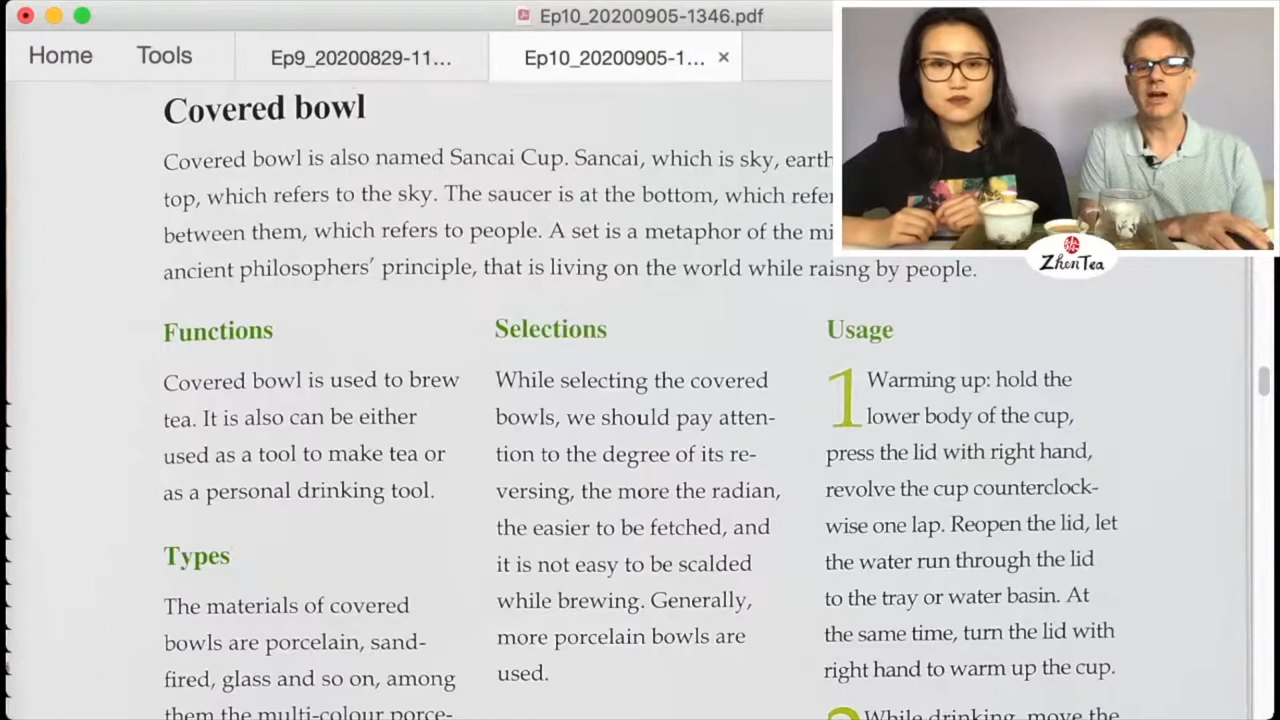 Ep10_20200905-1346.pdf
Home
Tools
Ep9_20200829-11...
Ep10_20200905-1...
Covered bowl
Covered bowl is also named Sancai Cup. Sancai, which is sky, earth
top, which refers to the sky. The saucer is at the bottom, which refer
between them, which refers to people. A set is a metaphor of the mi
ancient philosophers' principle, that is living on the world while raisng by people.
Functions
Covered bowl is used to brew
tea. It is also can be either
used as a tool to make tea or
as a personal drinking tool.
Types
The materials of covered
bowls are porcelain, sand-
fired, glass and so on, among
them the multi-colour porce-
Selections
While selecting the covered
bowls, we should pay atten-
tion to the degree of its re-
versing, the more the radian,
the easier to be fetched, and
it is not easy to be scalded
while brewing. Generally,
more porcelain bowls are
used.
Usage
1 Warming up: hold the
lower body of the cup,
press the lid with right hand,
revolve the cup counterclock-
wise one lap. Reopen the lid, let
the water run through the lid
to the tray or water basin. At
the same time, turn the lid with
right hand to warm up the cup.
2 While drinking, move the
ZhenTea